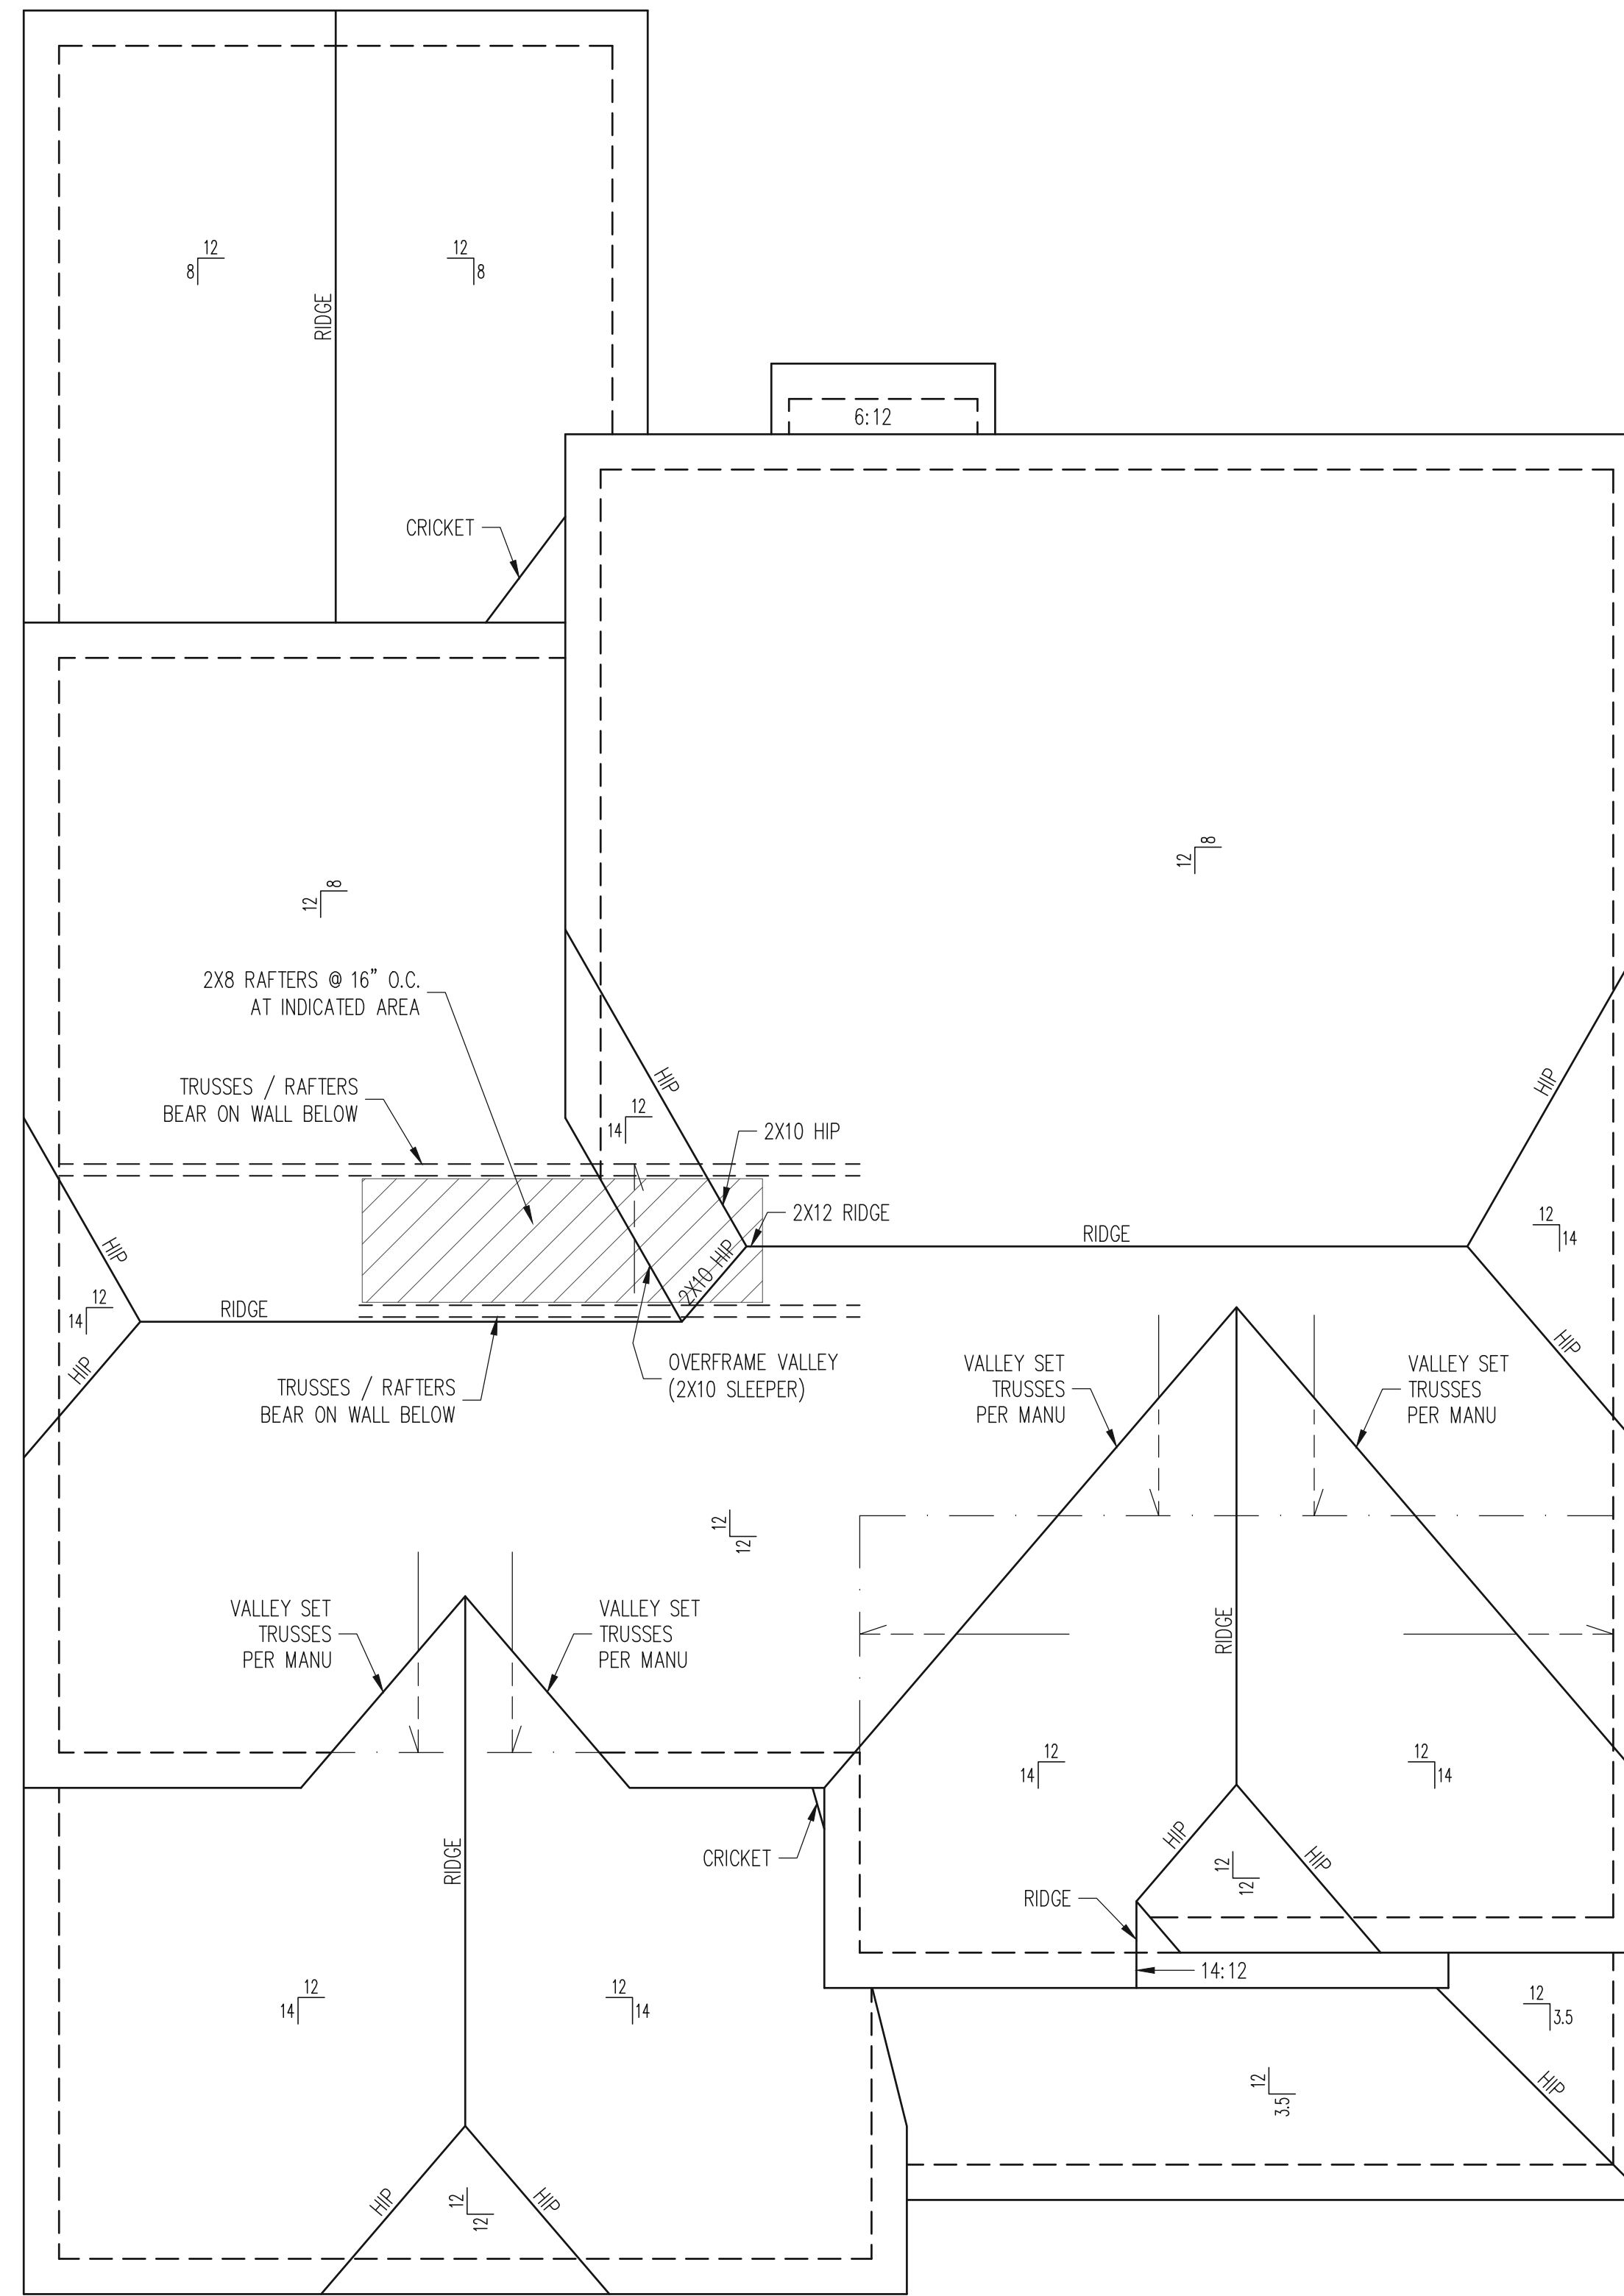 12
8
12
8
RIDGE
6:12
CRICKET
12
8
12
8
2X8 RAFTERS @ 16” O.C.
AT INDICATED AREA
TRUSSES / RAFTERS
BEAR ON WALL BELOW
HIP
12
14
2X10 HIP
2X12 RIDGE
HIP
RIDGE
12
14
HIP
12
14
HIP
RIDGE
2X10 HIP
HIP
OVERFRAME VALLEY
(2X10 SLEEPER)
TRUSSES / RAFTERS
BEAR ON WALL BELOW
VALLEY SET
TRUSSES
PER MANU
VALLEY SET
TRUSSES
PER MANU
12
12
VALLEY SET
TRUSSES
PER MANU
VALLEY SET
TRUSSES
PER MANU
RIDGE
12
14
12
14
RIDGE
CRICKET
HIP
12
12
HIP
RIDGE
14:12
12
14
12
14
12
3.5
12
3.5
HIP
HIP
12
12
HIP